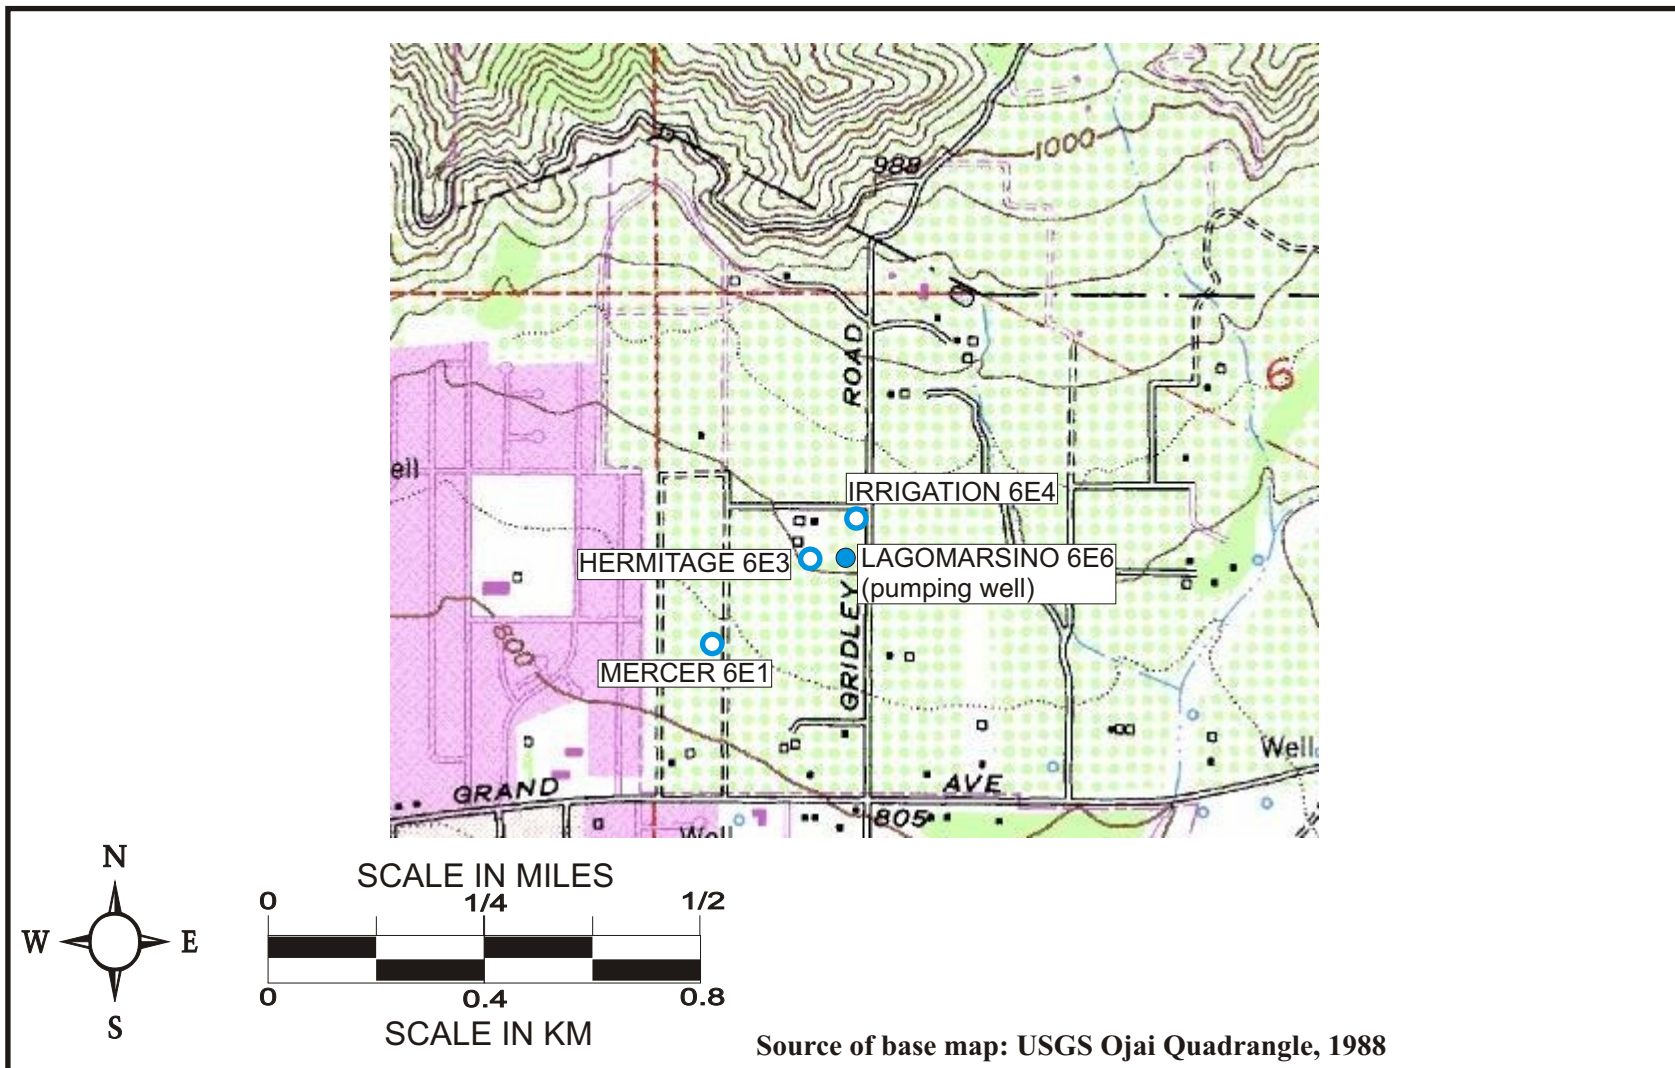 1000
988
ROAD
6
ell
IRRIGATION 6E4
HERMITAGE 6E3
LAGOMARSINO 6E6
(pumping well)
GRIDLEY
800
MERCER 6E1
Well
GRAND
AVE
805
Well
N
W
E
S
SCALE IN MILES
0 1/4 1/2
0 0.4 0.8
SCALE IN KM
Source of base map: USGS Ojai Quadrangle, 1988